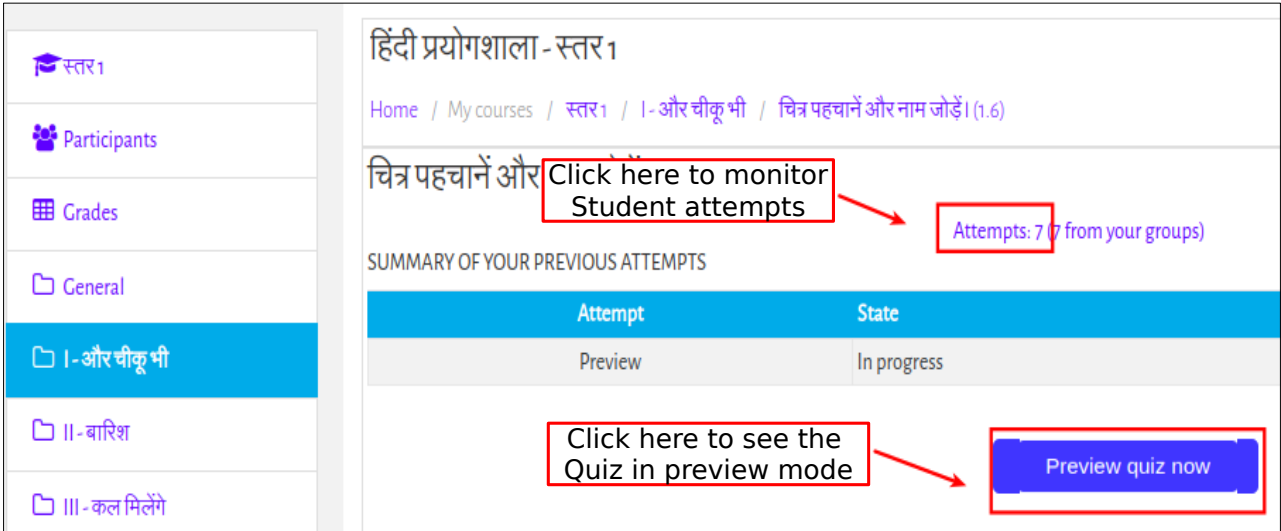 स्तर 1
Participants
Grades
General
I - और चीकू भी
II - बारिश
III - कल मिलेंगे
हिंदी प्रयोगशाला - स्तर 1
Home / My courses / स्तर 1 / I - और चीकू भी / चित्र पहचानें और नाम जोड़ें। (1.6)
चित्र पहचानें और
Click here to monitor
Student attempts
Attempts: 7 (7 from your groups)
SUMMARY OF YOUR PREVIOUS ATTEMPTS
Attempt State
Preview In progress
Click here to see the
Quiz in preview mode
Preview quiz now